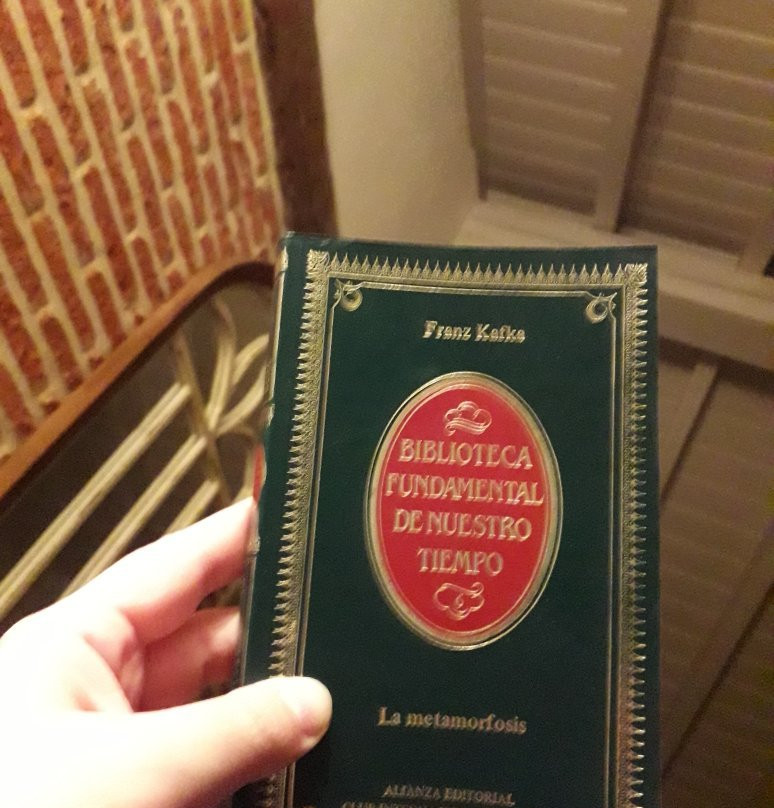 Franz Kafka
BIBLIOTECA
FUNDAMENTAL
DE NUESTRO
TIEMPO
La metamorfosis
ALIANZA EDITORIAL